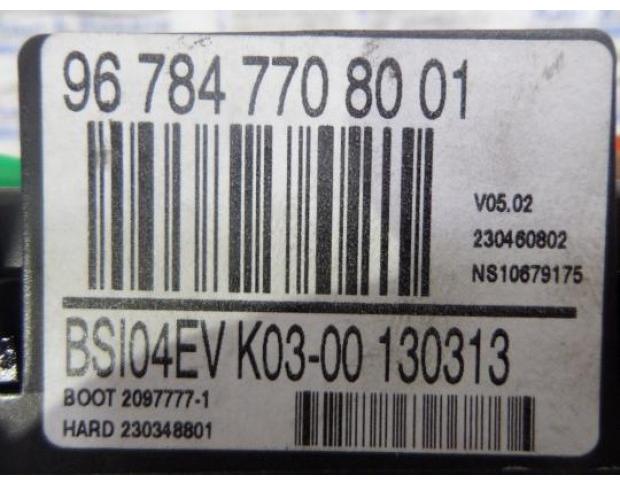 96 784 770 80 01
V05.02
230460802
NS10679175
BSI04EV K03-00 130313
BOOT 2097777-1
HARD 230348801